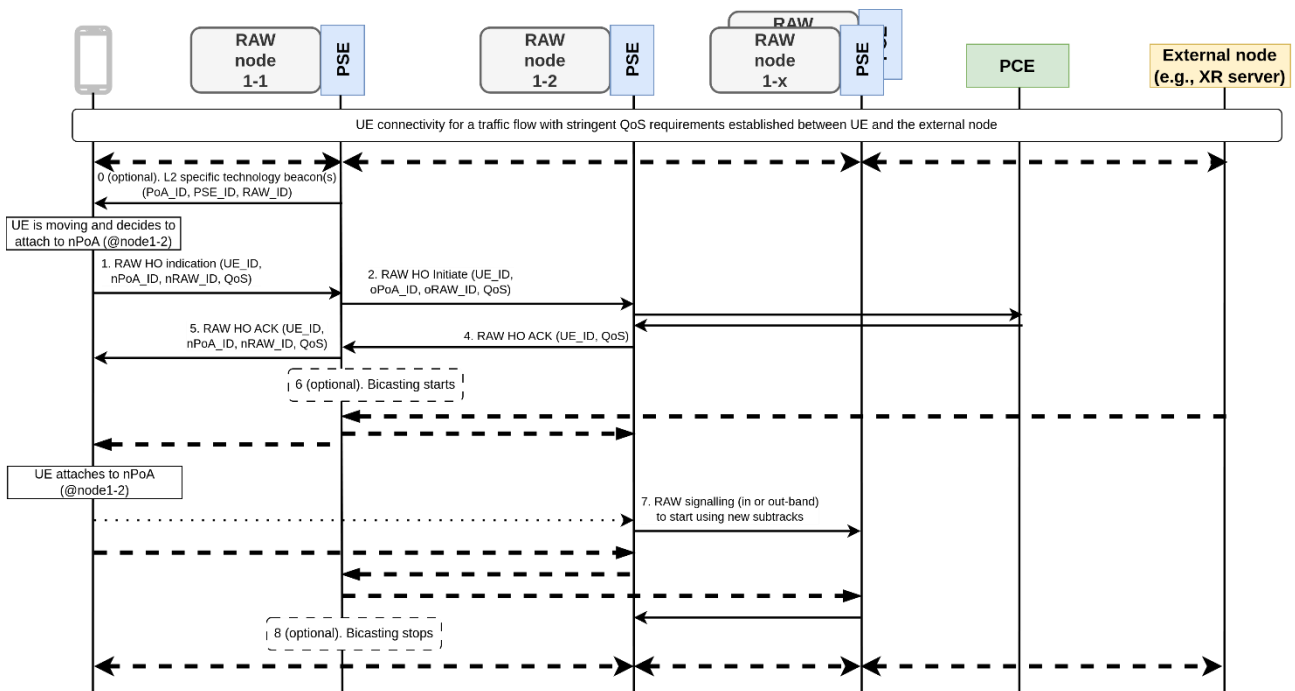 RAW
node
1-1
PSE
RAW
node
1-2
PSE
RAW
RAW
node
1-x
PSE
PCE
External node
(e.g., XR server)
UE connectivity for a traffic flow with stringent QoS requirements established between UE and the external node
0 (optional). L2 specific technology beacon(s)
(PoA_ID, PSE_ID, RAW_ID)
UE is moving and decides to
attach to nPoA (@node1-2)
1. RAW HO indication (UE_ID,
nPoA_ID, nRAW_ID, QoS)
2. RAW HO Initiate (UE_ID,
oPoA_ID, oRAW_ID, QoS)
5. RAW HO ACK (UE_ID,
nPoA_ID, nRAW_ID, QoS)
4. RAW HO ACK (UE_ID, QoS)
6 (optional). Bicasting starts
UE attaches to nPoA
(@node1-2)
7. RAW signalling (in or out-band)
to start using new subtracks
8 (optional). Bicasting stops